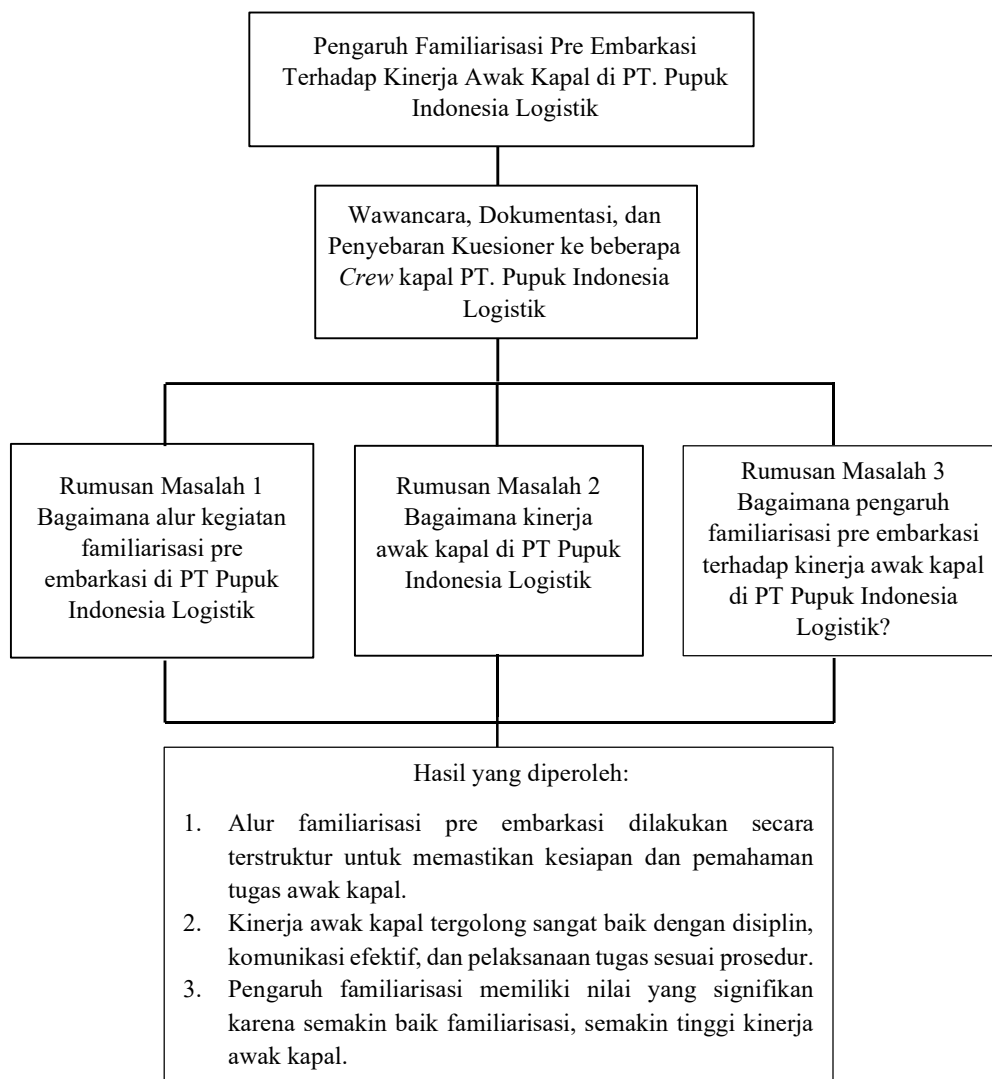 Pengaruh Familiarisasi Pre Embarkasi
Terhadap Kinerja Awak Kapal di PT. Pupuk
Indonesia Logistik
Wawancara, Dokumentasi, dan
Penyebaran Kuesioner ke beberapa
Crew kapal PT. Pupuk Indonesia
Logistik
Rumusan Masalah 1
Bagaimana alur kegiatan
familiarisasi pre
embarkasi di PT Pupuk
Indonesia Logistik
Rumusan Masalah 2
Bagaimana kinerja
awak kapal di PT Pupuk
Indonesia Logistik
Rumusan Masalah 3
Bagaimana pengaruh
familiarisasi pre embarkasi
terhadap kinerja awak kapal
di PT Pupuk Indonesia
Logistik?
Hasil yang diperoleh:
1. Alur familiarisasi pre embarkasi dilakukan secara
terstruktur untuk memastikan kesiapan dan pemahaman
tugas awak kapal.
2. Kinerja awak kapal tergolong sangat baik dengan disiplin,
komunikasi efektif, dan pelaksanaan tugas sesuai prosedur.
3. Pengaruh familiarisasi memiliki nilai yang signifikan
karena semakin baik familiarisasi, semakin tinggi kinerja
awak kapal.